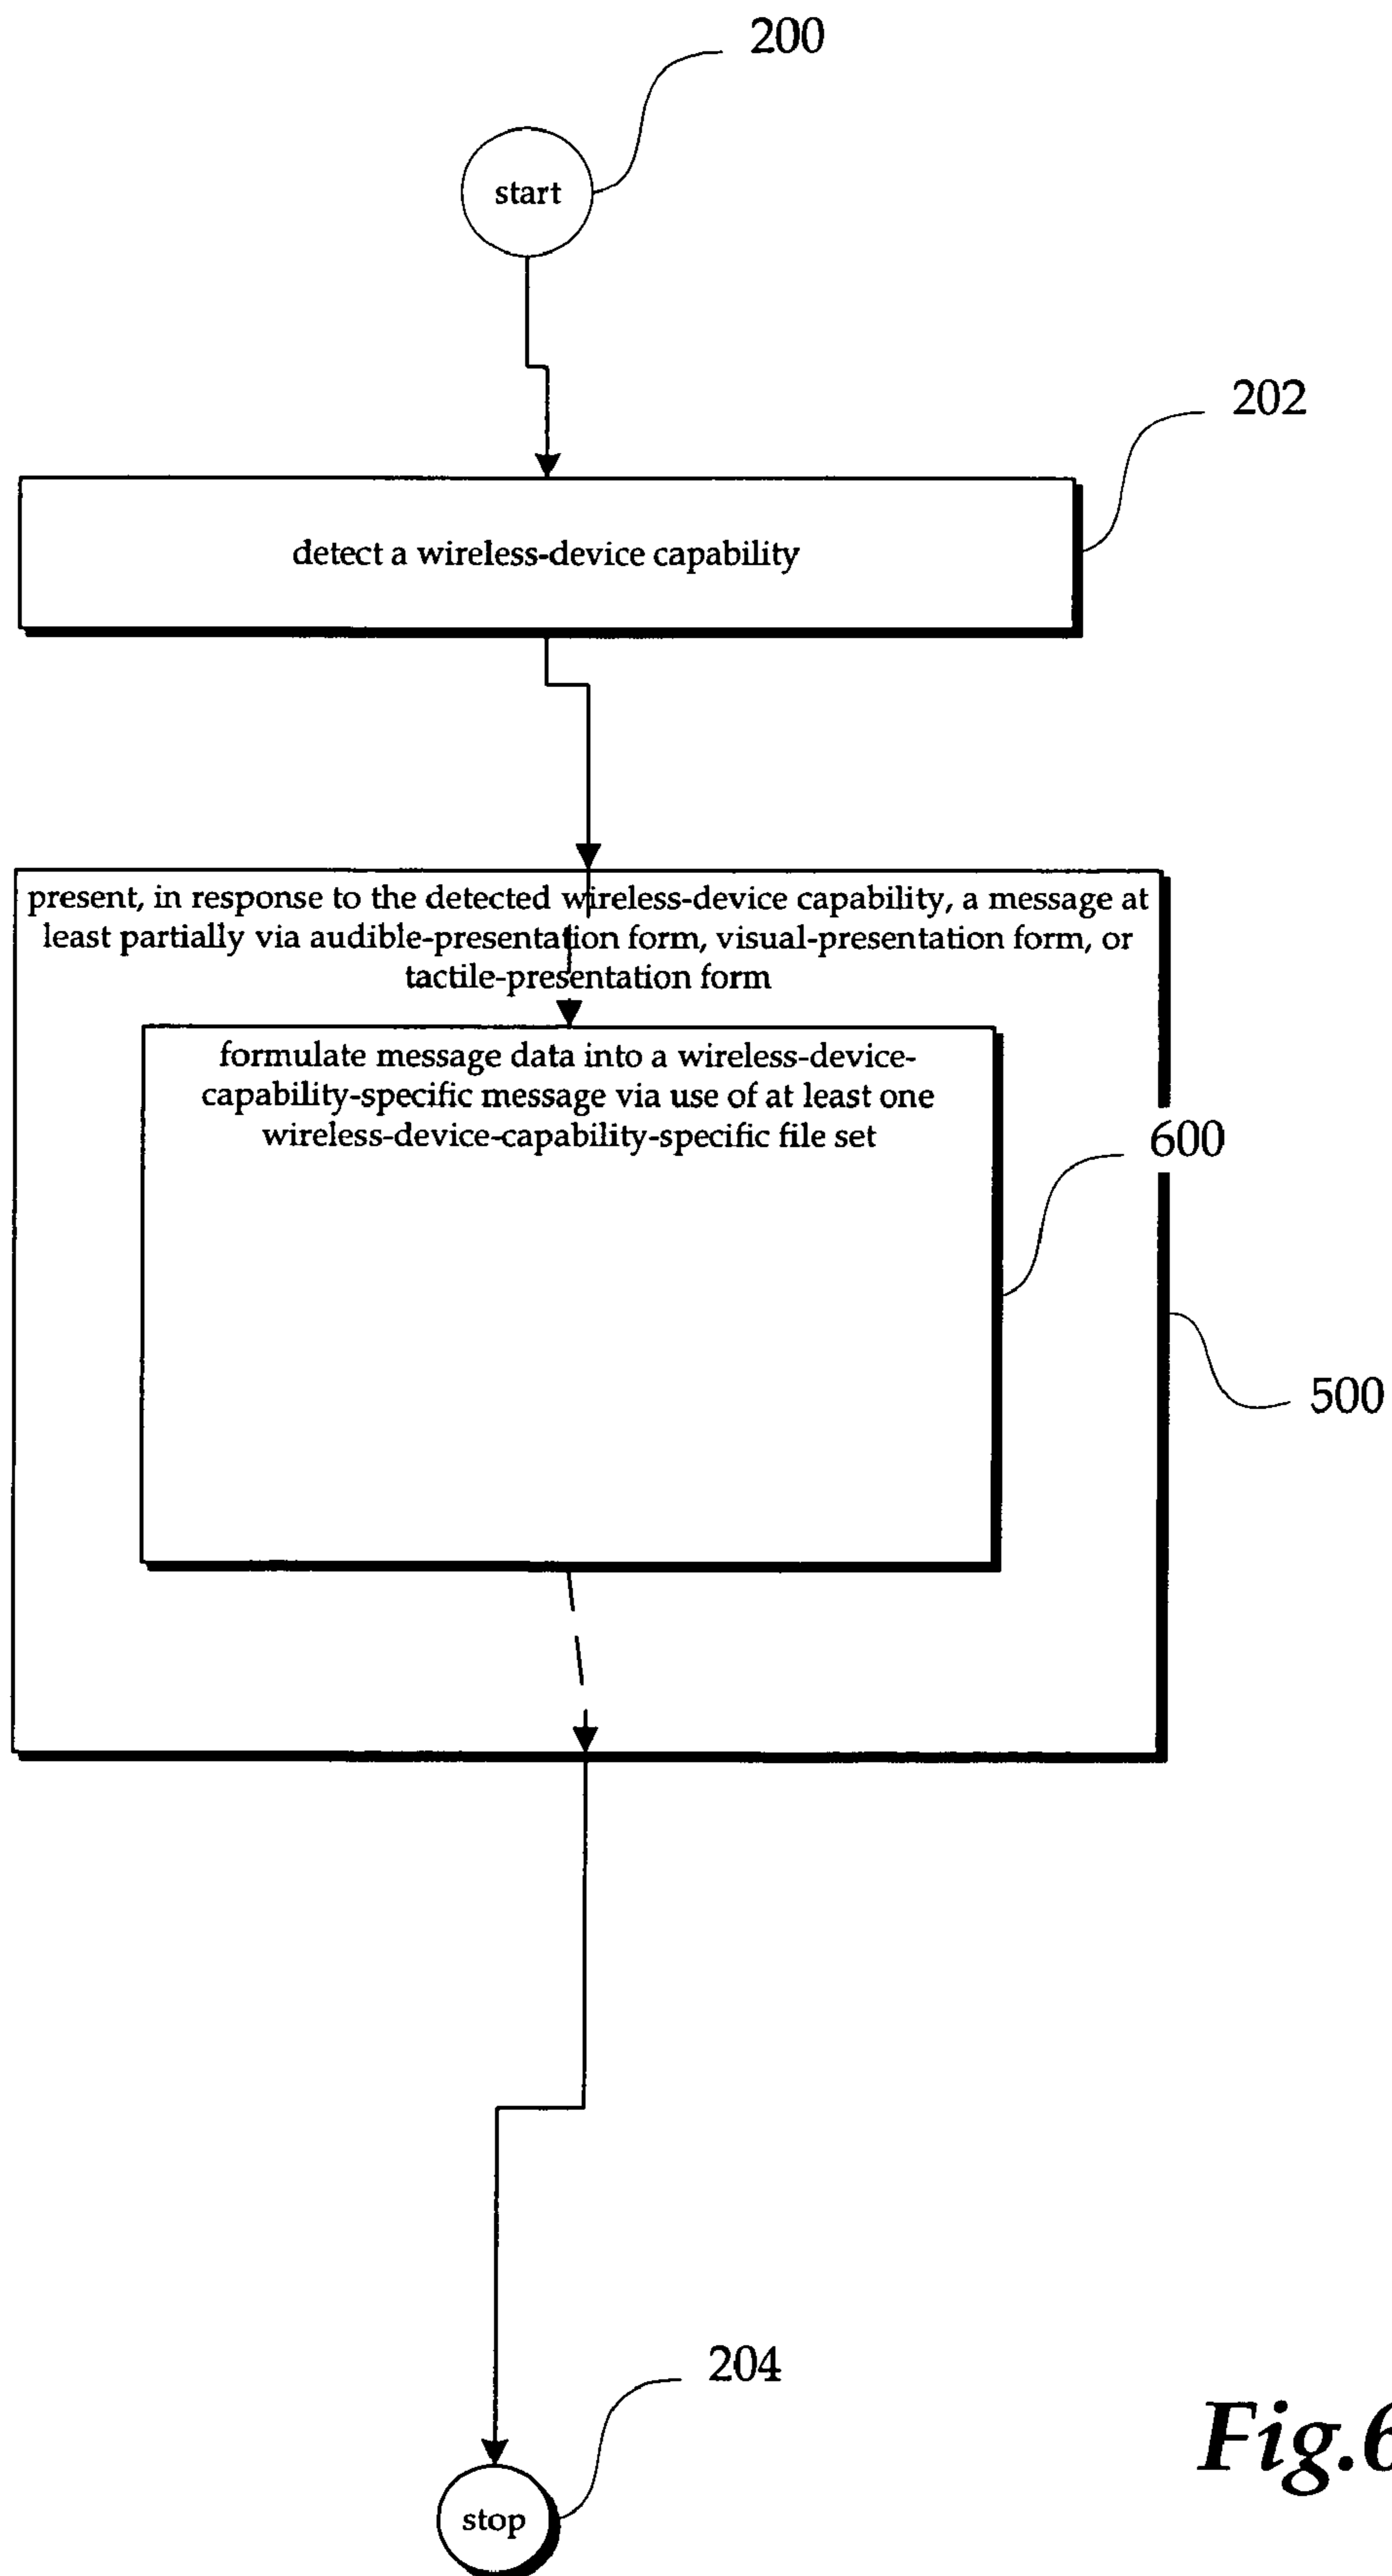 200
start
202
detect a wireless-device capability
present, in response to the detected wireless-device capability, a message at
least partially via audible-presentation form, visual-presentation form, or
tactile-presentation form
formulate message data into a wireless-device-
capability-specific message via use of at least one
wireless-device-capability-specific file set
600
500
204
Fig.6
stop